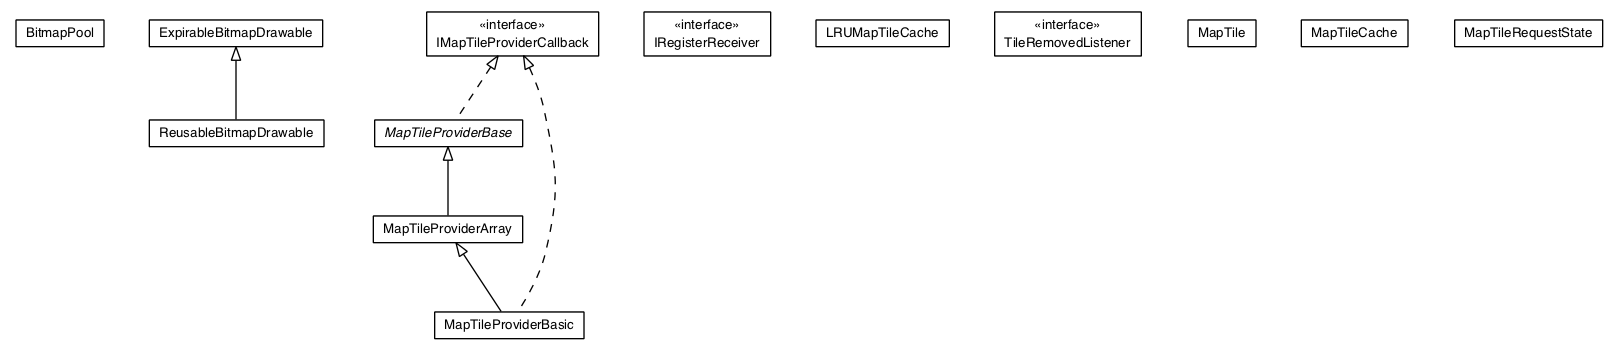 BitmapPool
ExpirableBitmapDrawable
«interface»
IMapTileProviderCallback
«interface»
IRegisterReceiver
LRUMapTileCache
«interface»
TileRemovedListener
MapTile
MapTileCache
MapTileRequestState
ReusableBitmapDrawable
MapTileProviderBase
MapTileProviderArray
MapTileProviderBasic